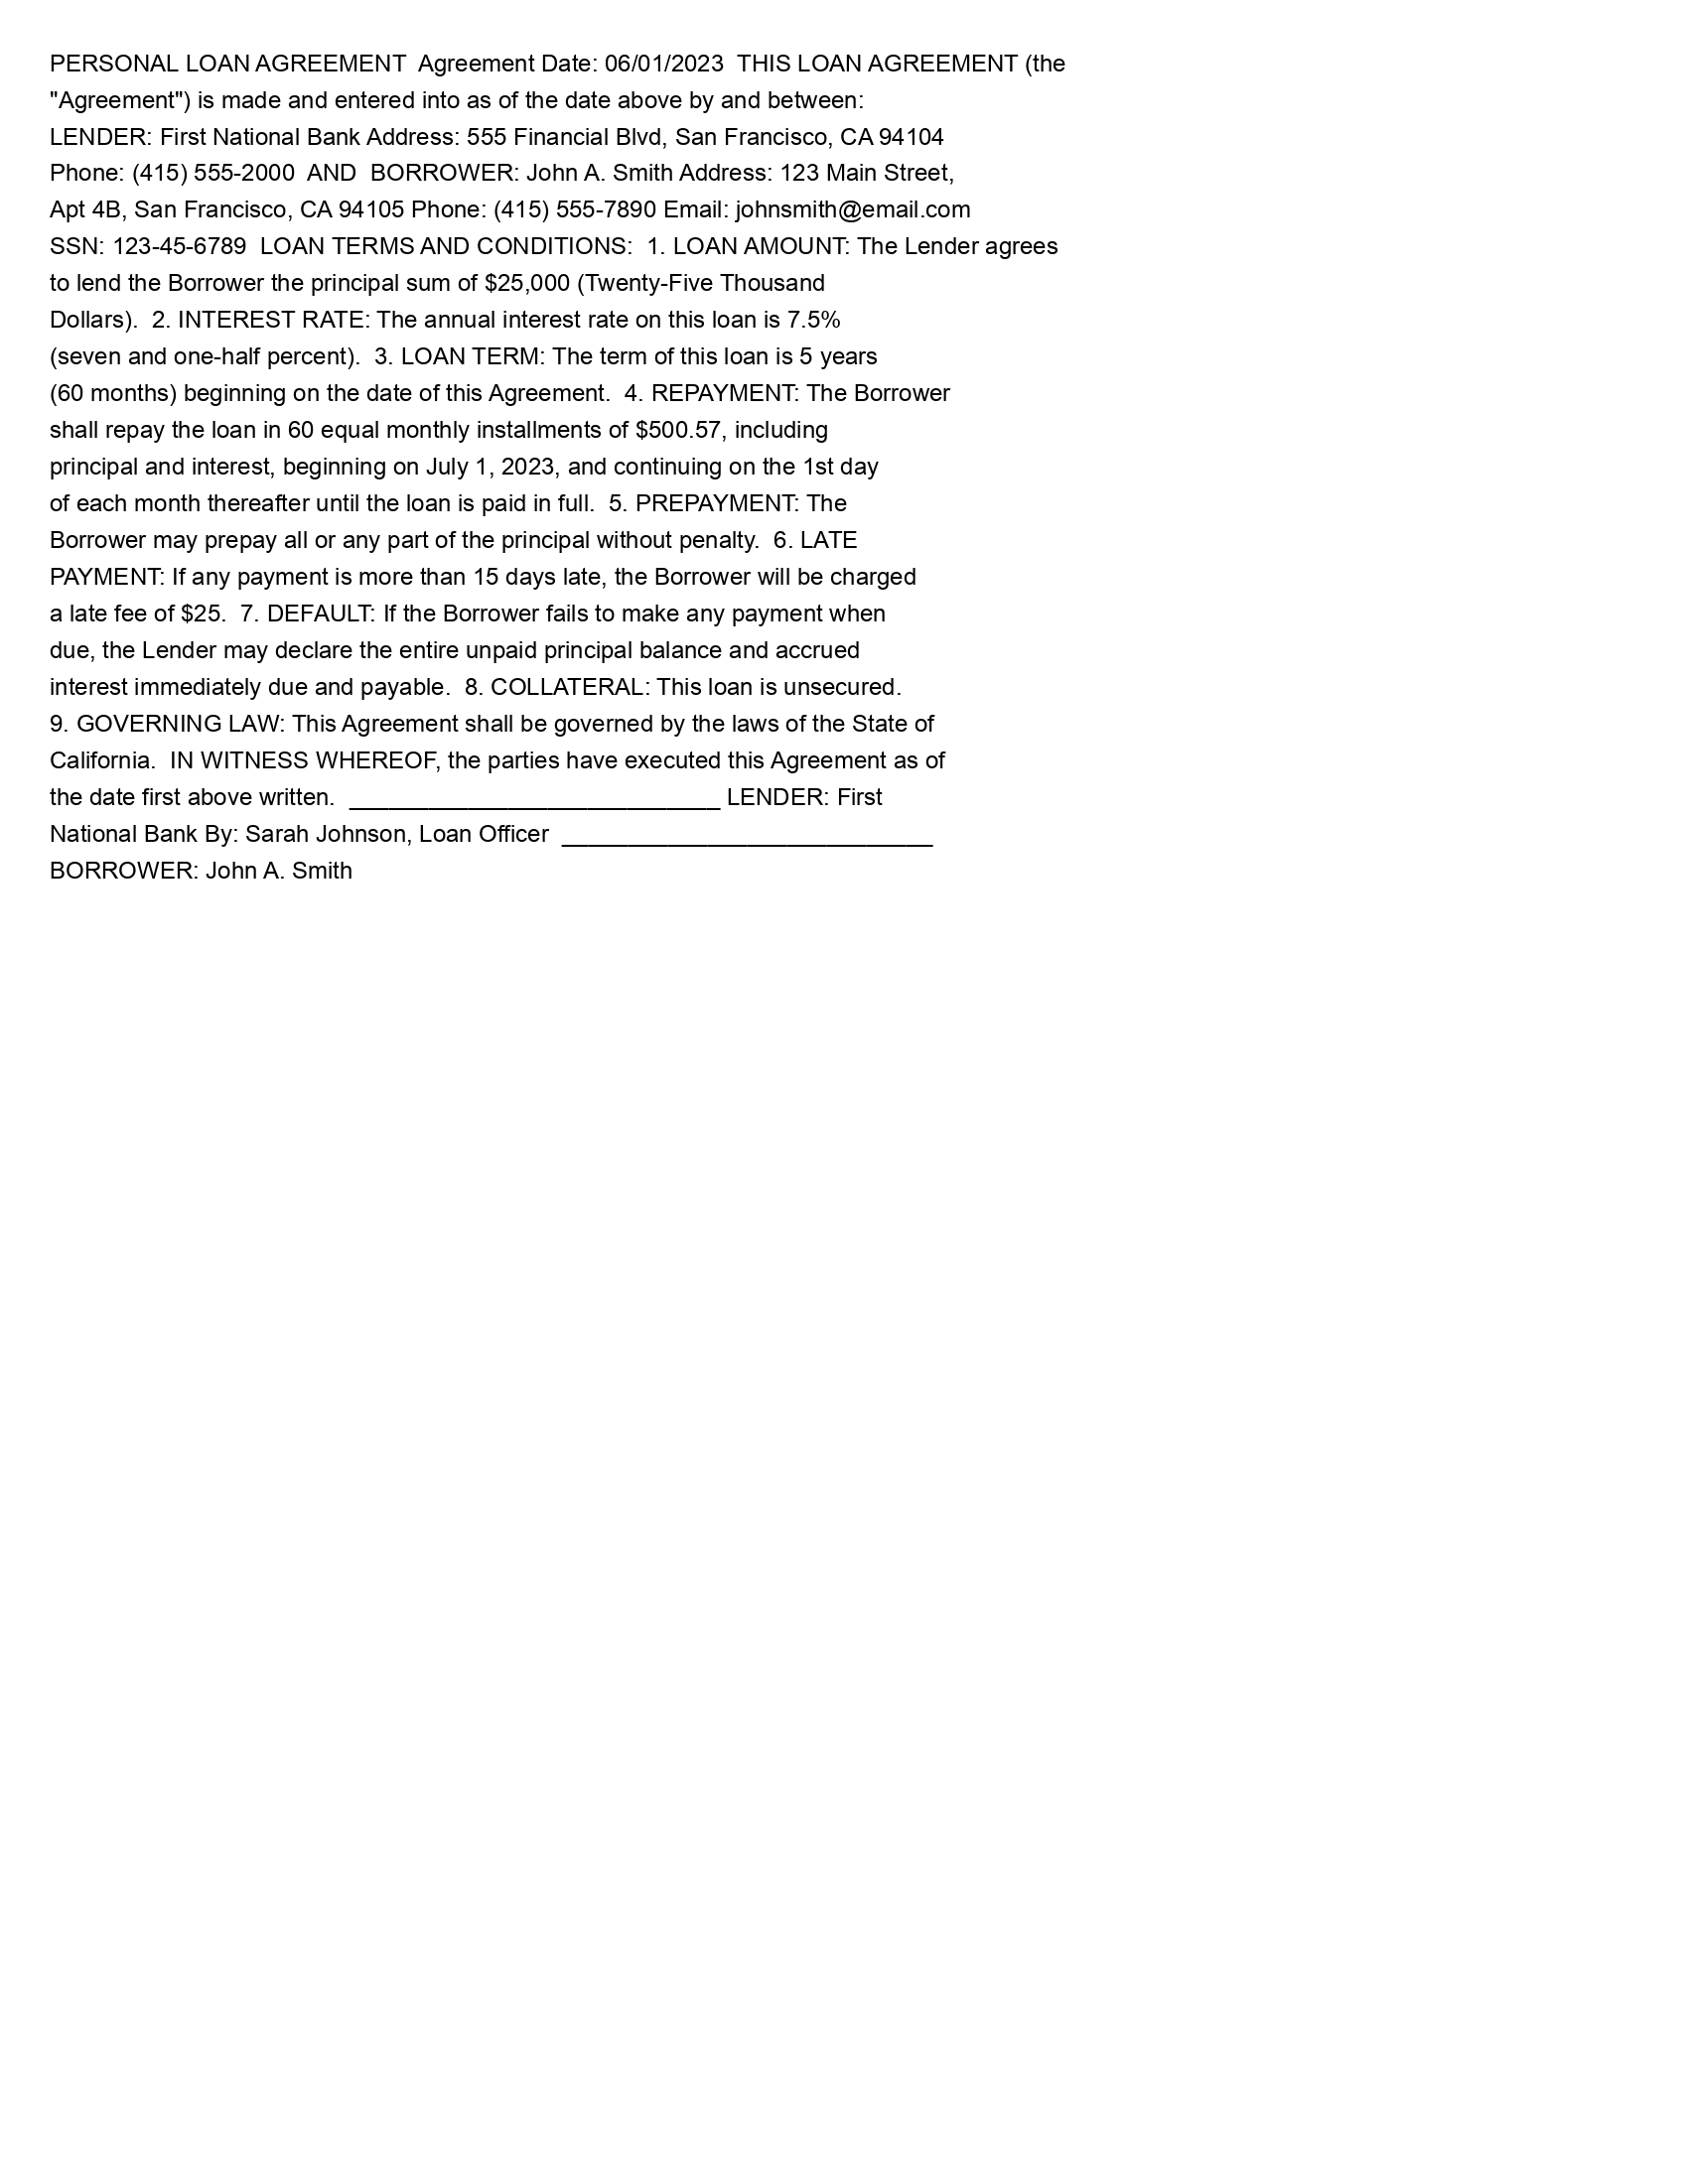 PERSONAL LOAN AGREEMENT  Agreement Date: 06/01/2023  THIS LOAN AGREEMENT (the
"Agreement") is made and entered into as of the date above by and between:
LENDER: First National Bank Address: 555 Financial Blvd, San Francisco, CA 94104
Phone: (415) 555-2000  AND  BORROWER: John A. Smith Address: 123 Main Street,
Apt 4B, San Francisco, CA 94105 Phone: (415) 555-7890 Email: johnsmith@email.com
SSN: 123-45-6789  LOAN TERMS AND CONDITIONS:  1. LOAN AMOUNT: The Lender agrees
to lend the Borrower the principal sum of $25,000 (Twenty-Five Thousand
Dollars).  2. INTEREST RATE: The annual interest rate on this loan is 7.5%
(seven and one-half percent).  3. LOAN TERM: The term of this loan is 5 years
(60 months) beginning on the date of this Agreement.  4. REPAYMENT: The Borrower
shall repay the loan in 60 equal monthly installments of $500.57, including
principal and interest, beginning on July 1, 2023, and continuing on the 1st day
of each month thereafter until the loan is paid in full.  5. PREPAYMENT: The
Borrower may prepay all or any part of the principal without penalty.  6. LATE
PAYMENT: If any payment is more than 15 days late, the Borrower will be charged
a late fee of $25.  7. DEFAULT: If the Borrower fails to make any payment when
due, the Lender may declare the entire unpaid principal balance and accrued
interest immediately due and payable.  8. COLLATERAL: This loan is unsecured.
9. GOVERNING LAW: This Agreement shall be governed by the laws of the State of
California.  IN WITNESS WHEREOF, the parties have executed this Agreement as of
the date first above written.  ____________________________ LENDER: First
National Bank By: Sarah Johnson, Loan Officer  ____________________________
BORROWER: John A. Smith